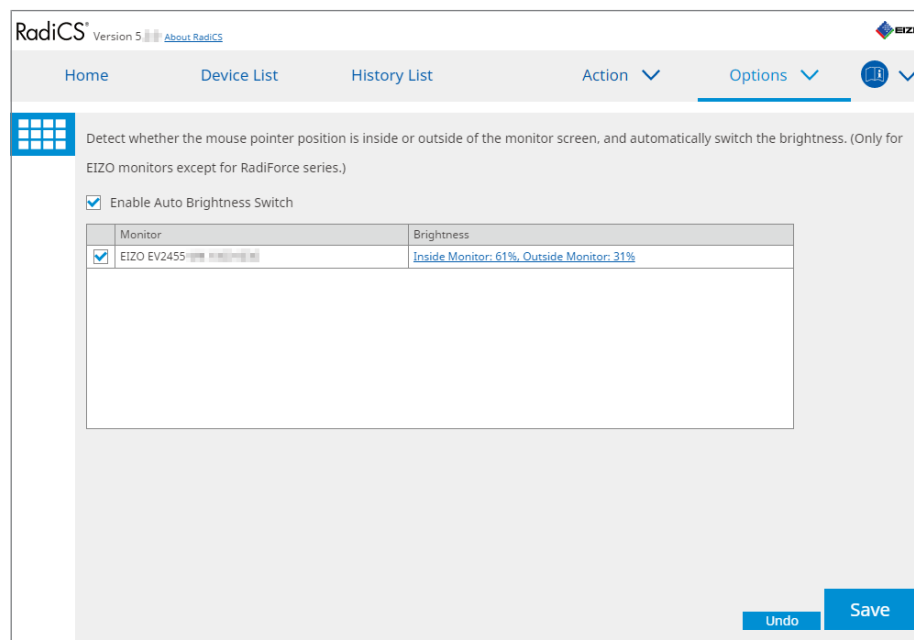 RadiCS® Version 5. About RadiCS
EIZO
Home Device List History List Action Options
Detect whether the mouse pointer position is inside or outside of the monitor screen, and automatically switch the brightness. (Only for
EIZO monitors except for RadiForce series.)
Enable Auto Brightness Switch
Monitor Brightness
EIZO EV2455 Inside Monitor: 61%, Outside Monitor: 31%
Undo Save